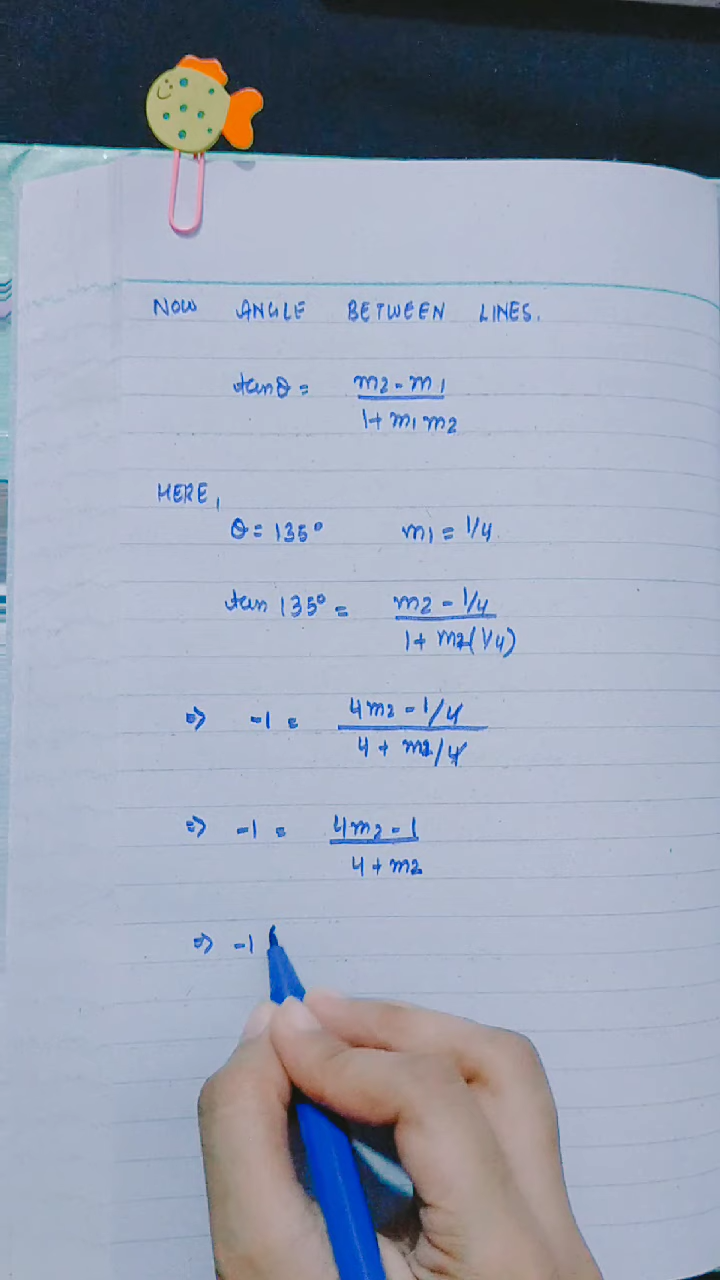 NOW ANGLE BETWEEN LINES.
tanθ = m2 - m1
1 + m1 m2
HERE,
θ = 135° m1 = 1/4
tan 135° = m2 - 1/4
1 + m2(1/4)
⇒ -1 = 4m2 - 1/4
4 + m2/4
⇒ -1 = 4m2 - 1
4 + m2
⇒ -1